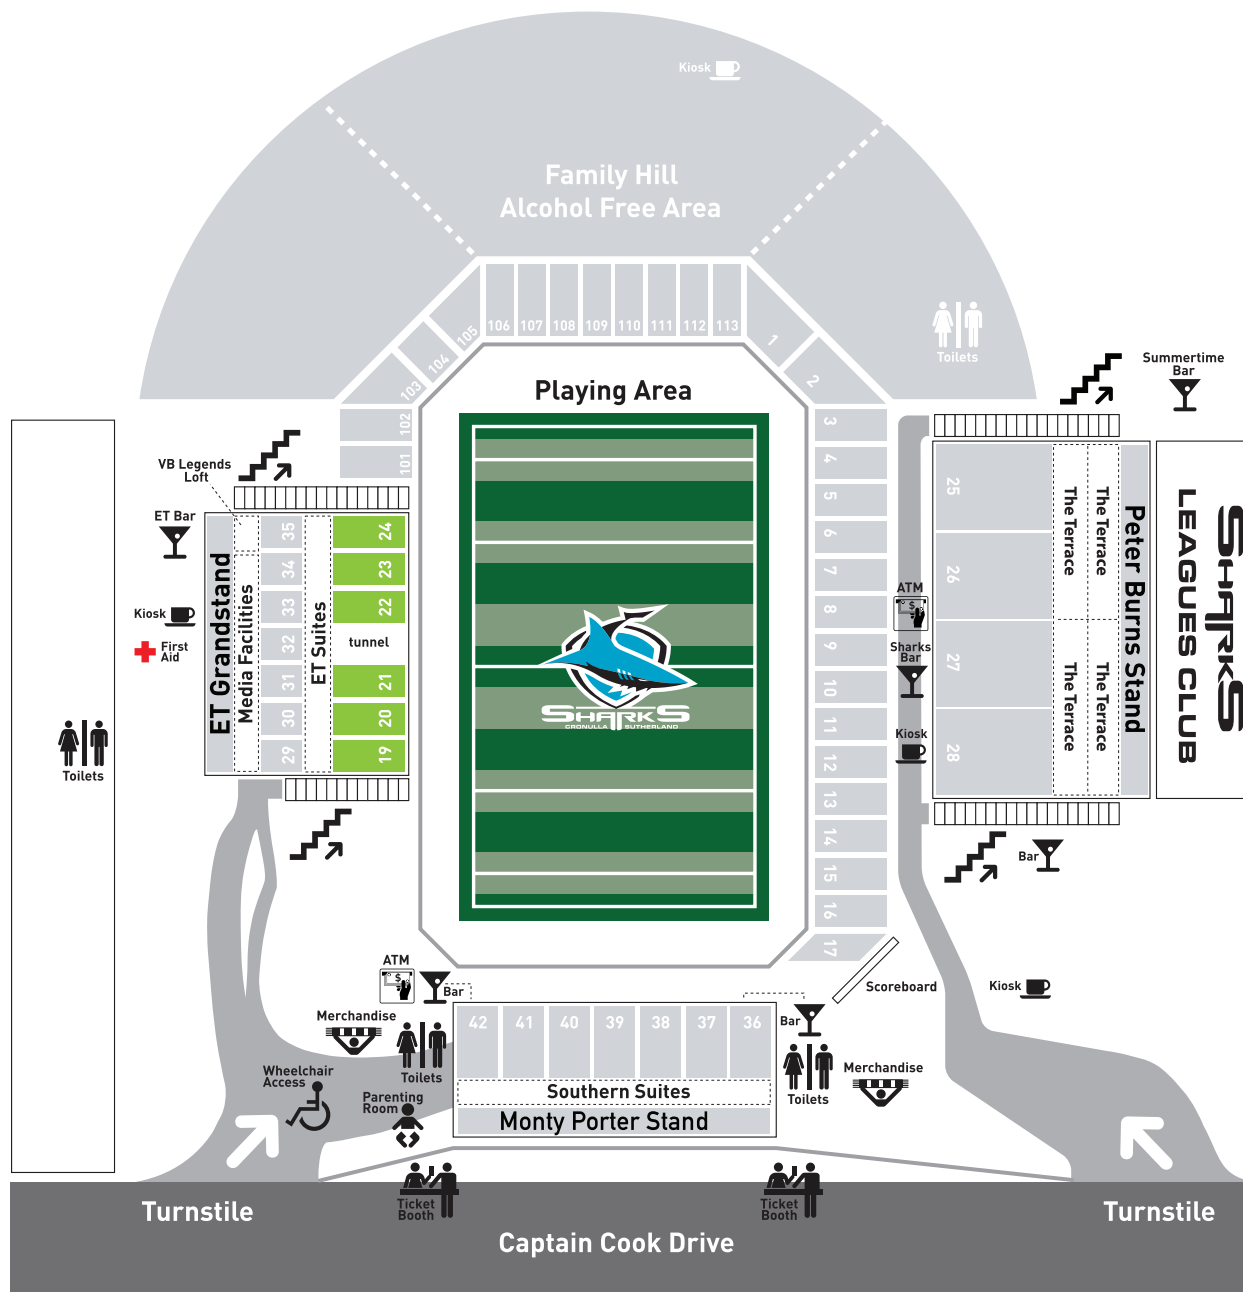 Kiosk
Family Hill
Alcohol Free Area
106
107
108
109
110
111
112
113
105
104
103
102
101
1
2
Toilets
Summertime
Bar
Playing Area
VB Legends
Loft
ET Bar
Kiosk
First
Aid
Toilets
ET Grandstand
Media Facilities
35
34
33
32
31
30
29
ET Suites
24
23
22
tunnel
21
20
19
SHARKS
CRONULLA SUTHERLAND
3
4
5
6
7
8
9
10
11
12
13
14
15
16
17
ATM
$
Sharks
Bar
Kiosk
25
26
27
28
The Terrace
The Terrace
The Terrace
The Terrace
Peter Burns Stand
SHARKS
LEAGUES CLUB
Bar
ATM
$
Bar
Scoreboard
Kiosk
Merchandise
Toilets
42
41
40
39
38
37
36
Bar
Toilets
Merchandise
Wheelchair
Access
Parenting
Room
Southern Suites
Monty Porter Stand
Ticket
Booth
Ticket
Booth
Turnstile
Turnstile
Captain Cook Drive